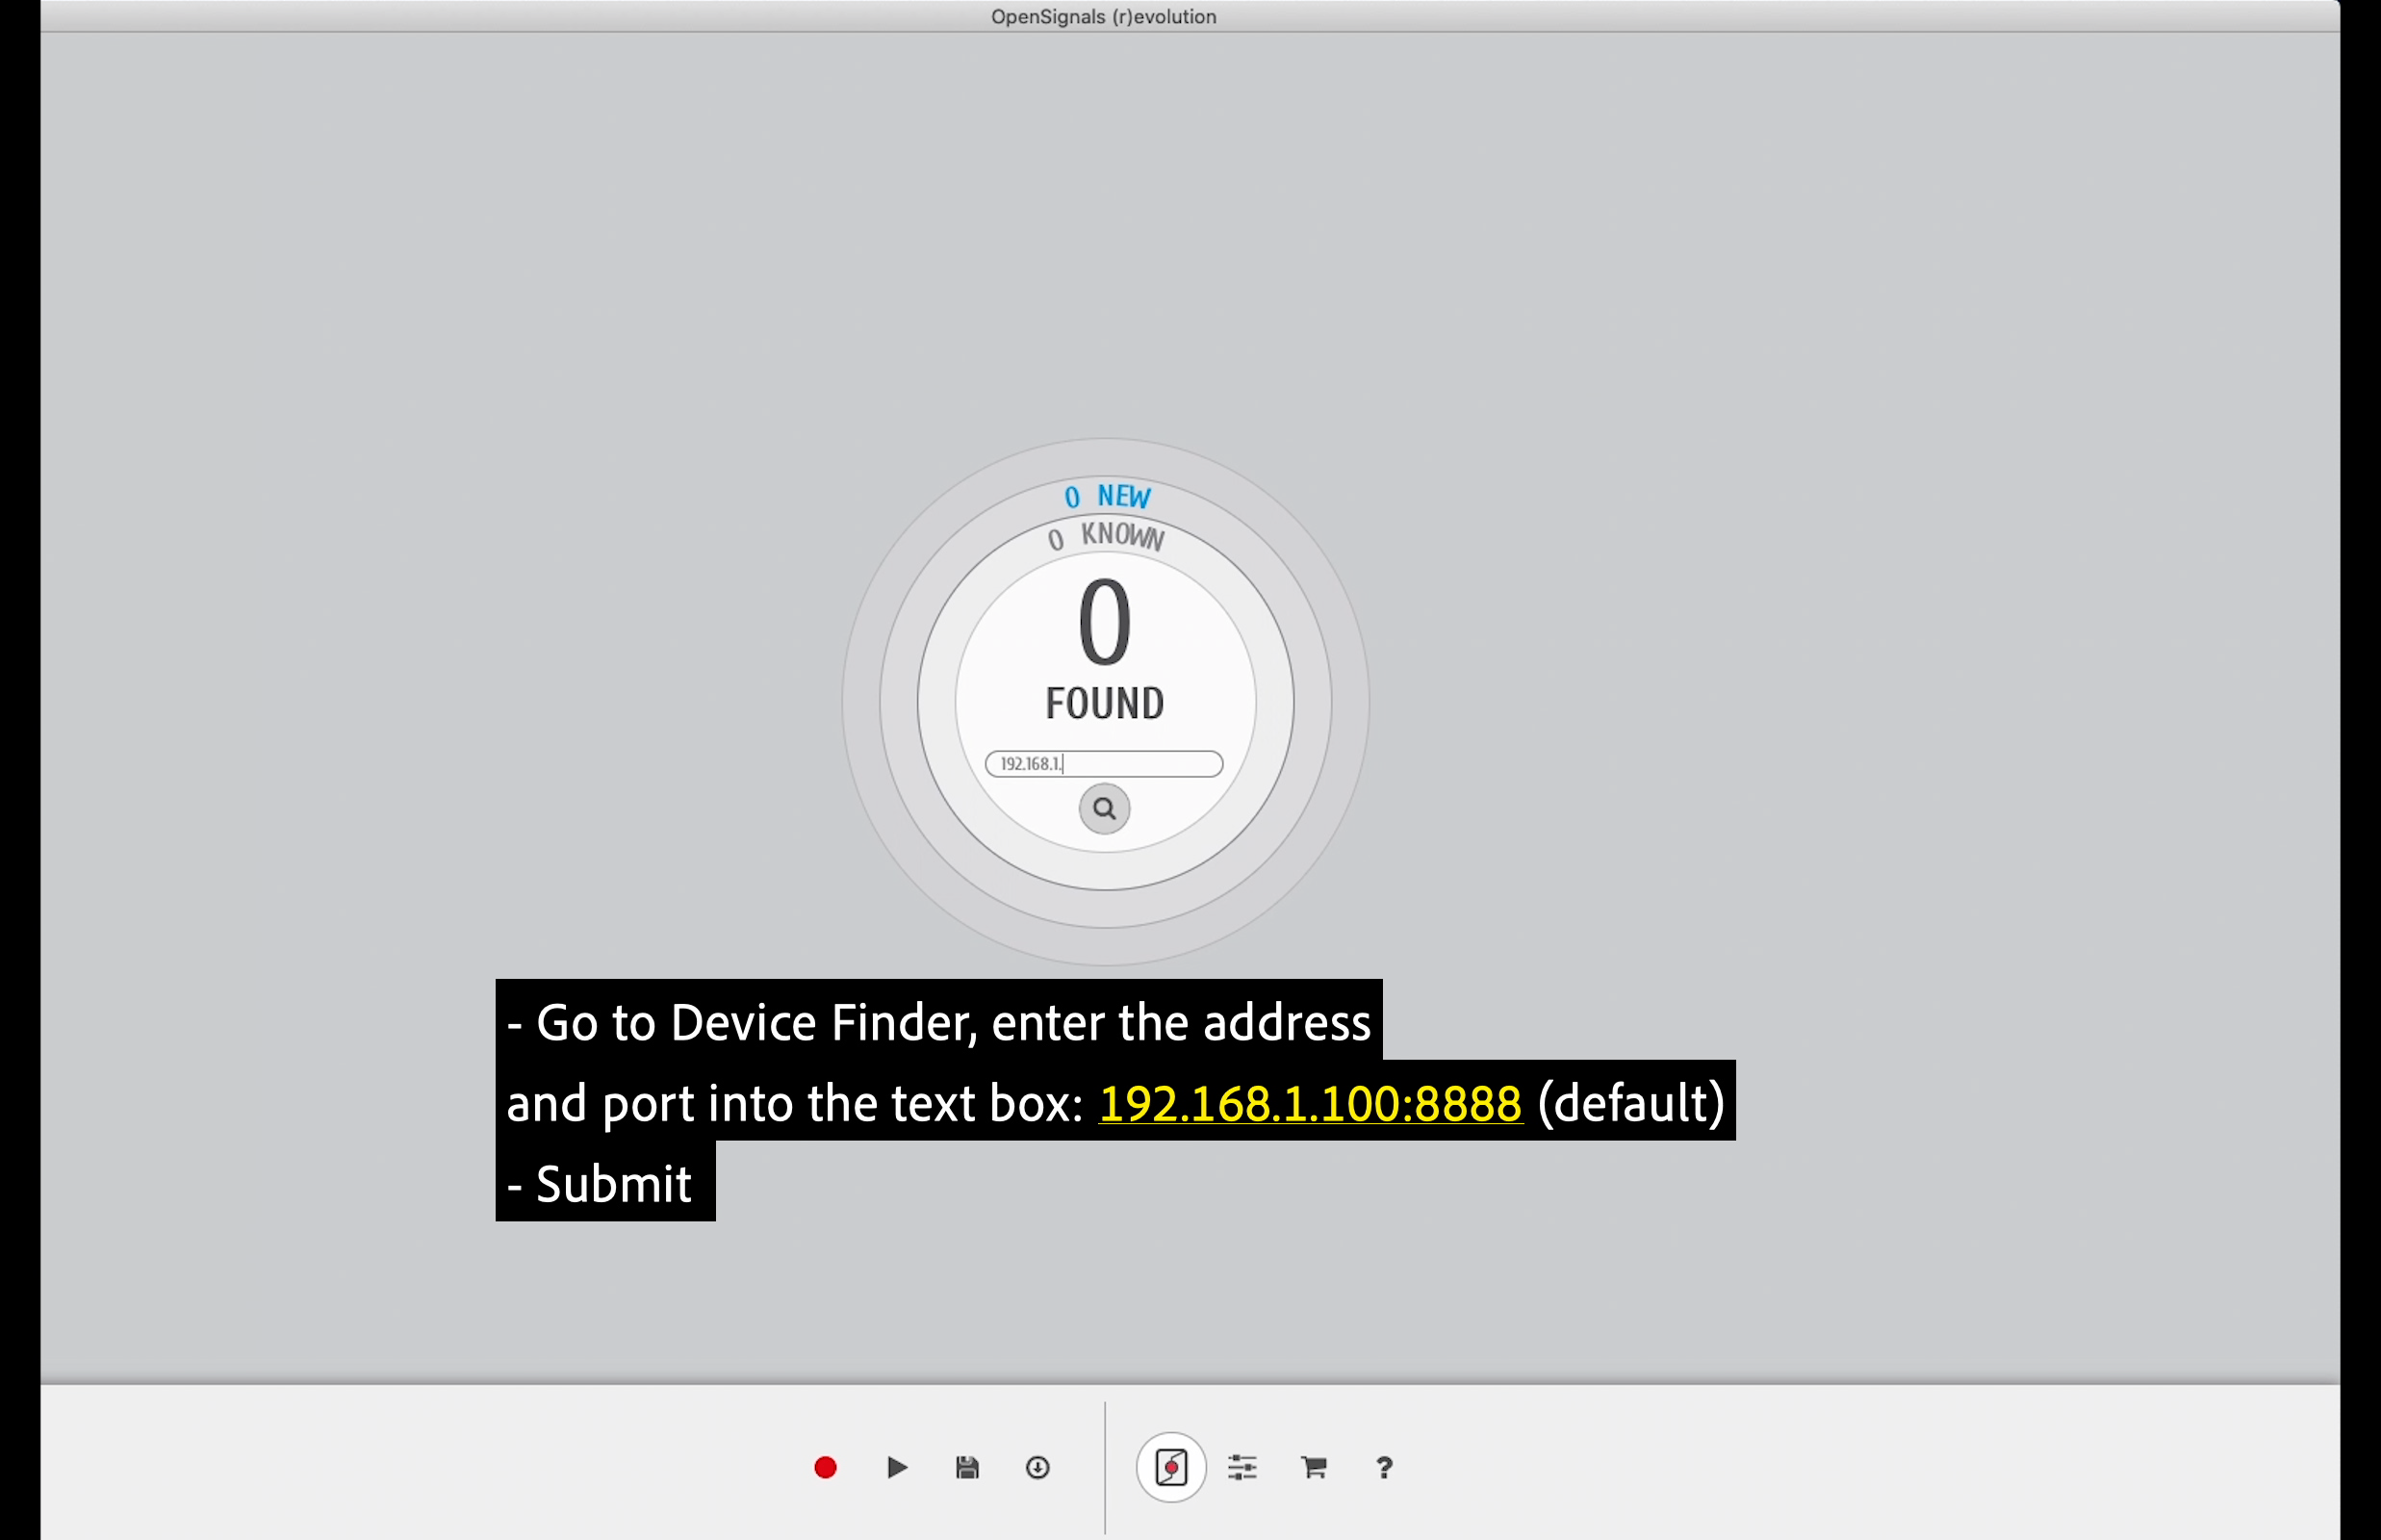 OpenSignals (r)evolution
0 NEW
0 KNOWN
0
FOUND
192.168.1.
- Go to Device Finder, enter the address
and port into the text box: 192.168.1.100:8888 (default)
- Submit
?